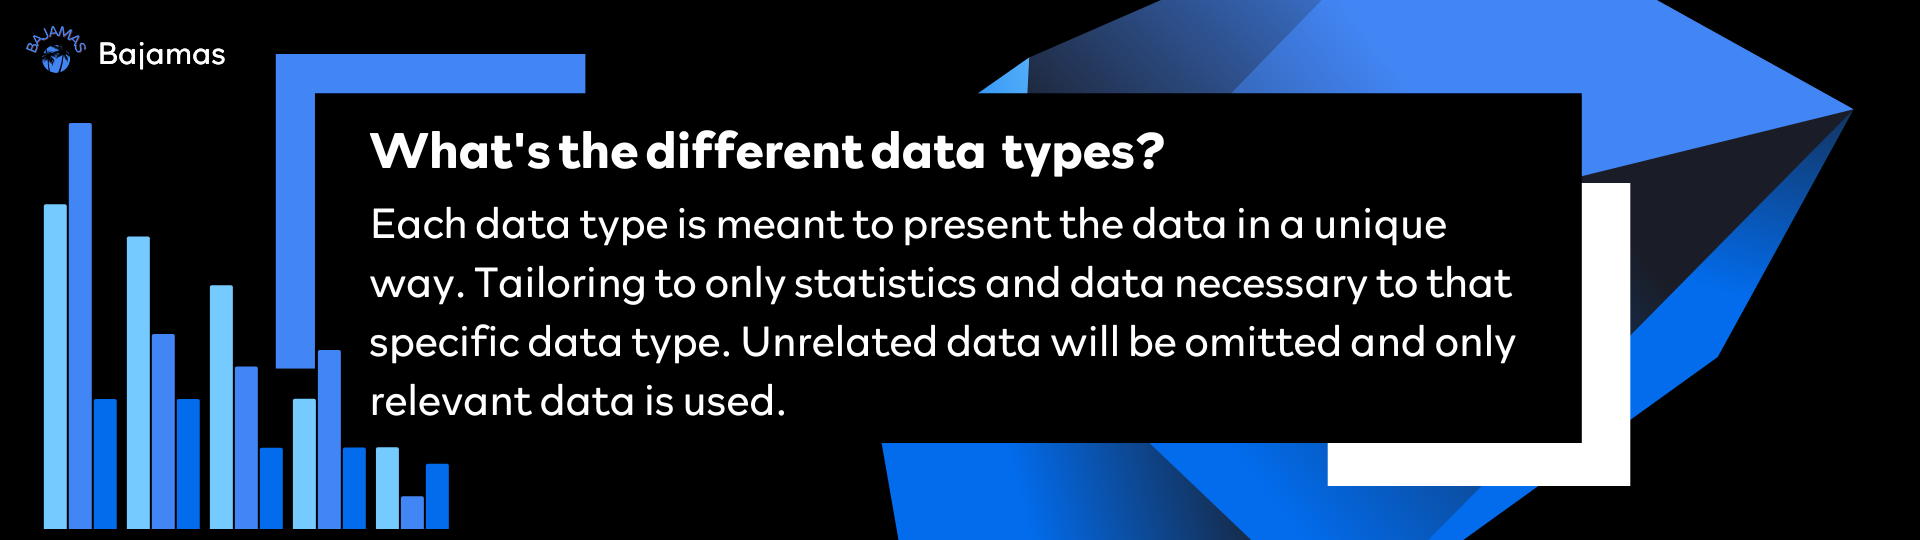 BAJAMAS
Bajamas
What's the different data types?
Each data type is meant to present the data in a unique
way. Tailoring to only statistics and data necessary to that
specific data type. Unrelated data will be omitted and only
relevant data is used.